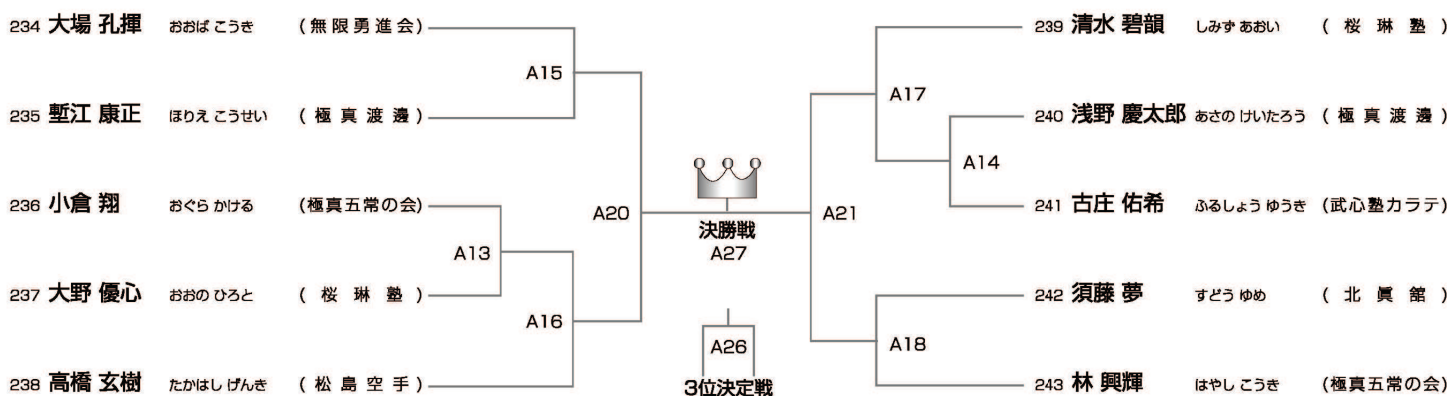 234 大場 孔揮 おおば こうき (無限勇進会)
A15
235 塹江 康正 ほりえ こうせい (極真渡邊)
236 小倉 翔 おぐら かける (極真五常の会)
A13
237 大野 優心 おおの ひろと (桜琳塾)
A16
238 高橋 玄樹 たかはし げんき (松島空手)
A20
決勝戦
A27
A26
3位決定戦
A21
239 清水 碧韻 しみず あおい (桜琳塾)
A17
240 浅野 慶太郎 あさの けいたろう (極真渡邊)
A14
241 古庄 佑希 ふるしょう ゆうき (武心塾カラテ)
242 須藤 夢 すどう ゆめ (北眞舘)
A18
243 林 興輝 はやし こうき (極真五常の会)